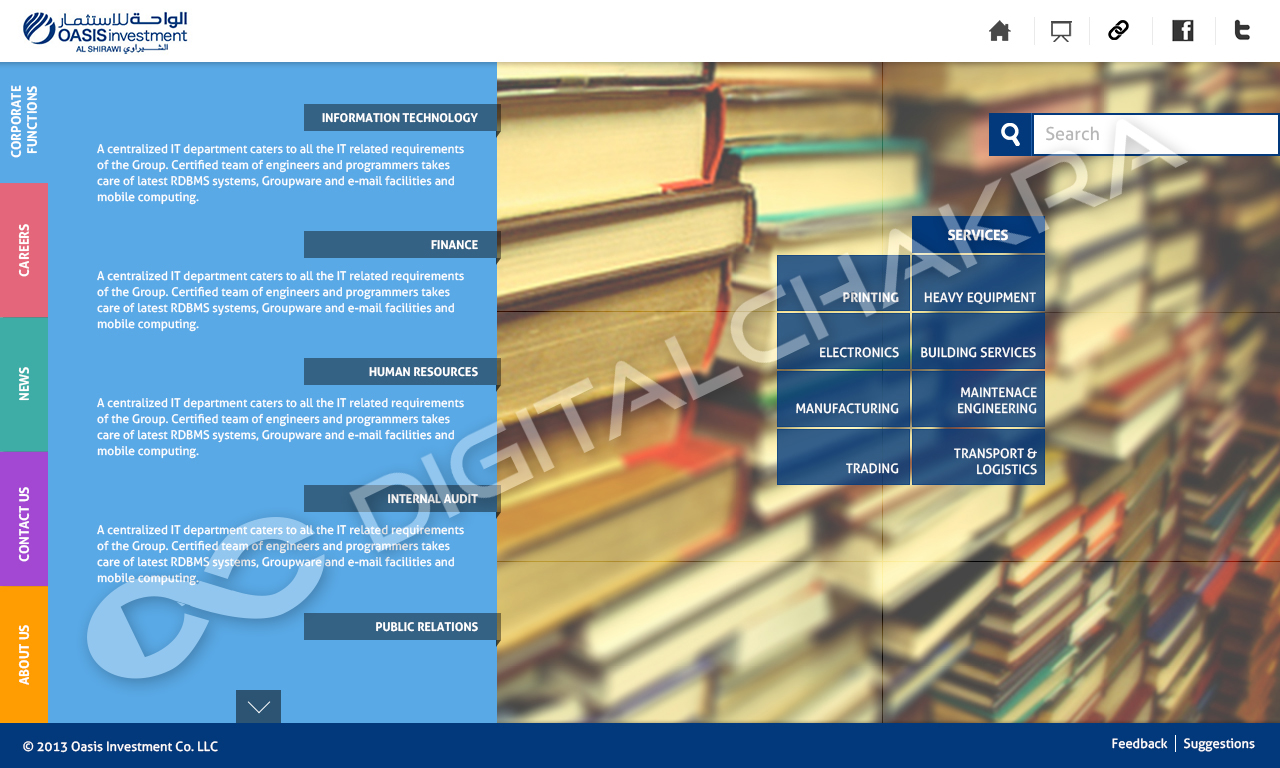 الواحة للاستثمار
OASIS investment
AL SHIRAWI الشيراوي
Search
CORPORATE
FUNCTIONS
CAREERS
NEWS
CONTACT US
ABOUT US
INFORMATION TECHNOLOGY
A centralized IT department caters to all the IT related requirements
of the Group. Certified team of engineers and programmers takes
care of latest RDBMS systems, Groupware and e-mail facilities and
mobile computing.
FINANCE
A centralized IT department caters to all the IT related requirements
of the Group. Certified team of engineers and programmers takes
care of latest RDBMS systems, Groupware and e-mail facilities and
mobile computing.
HUMAN RESOURCES
A centralized IT department caters to all the IT related requirements
of the Group. Certified team of engineers and programmers takes
care of latest RDBMS systems, Groupware and e-mail facilities and
mobile computing.
INTERNAL AUDIT
A centralized IT department caters to all the IT related requirements
of the Group. Certified team of engineers and programmers takes
care of latest RDBMS systems, Groupware and e-mail facilities and
mobile computing.
PUBLIC RELATIONS
SERVICES
PRINTING
HEAVY EQUIPMENT
ELECTRONICS
BUILDING SERVICES
MANUFACTURING
MAINTENACE
ENGINEERING
TRADING
TRANSPORT &
LOGISTICS
DIGITALCHAKRA
© 2013 Oasis Investment Co. LLC
Feedback
Suggestions